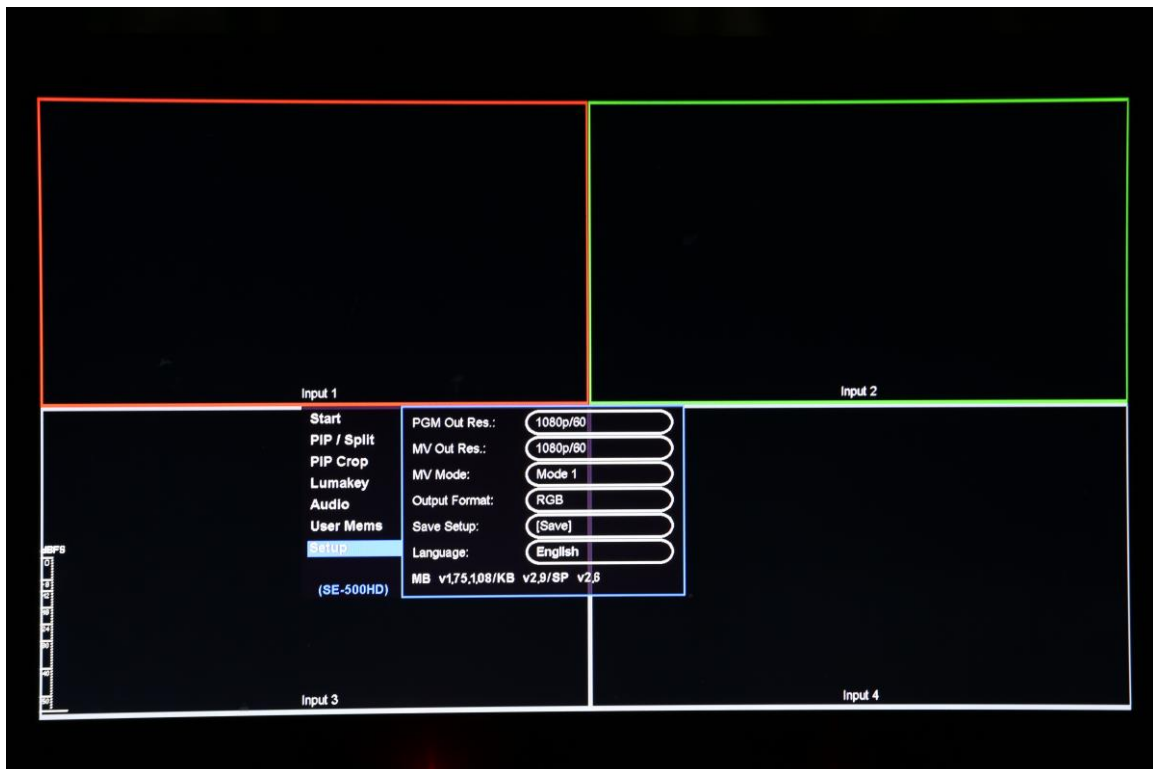 Input 1
Input 2
Start
PIP / Split
PIP Crop
Lumakey
Audio
User Mems
Setup
(SE-500HD)
PGM Out Res.: 1080p/60
MV Out Res.: 1080p/60
MV Mode: Mode 1
Output Format: RGB
Save Setup: [Save]
Language: English
MB v1,75,1,08/KB v2,9/SP v2,6
dBFS
0
Input 3
Input 4